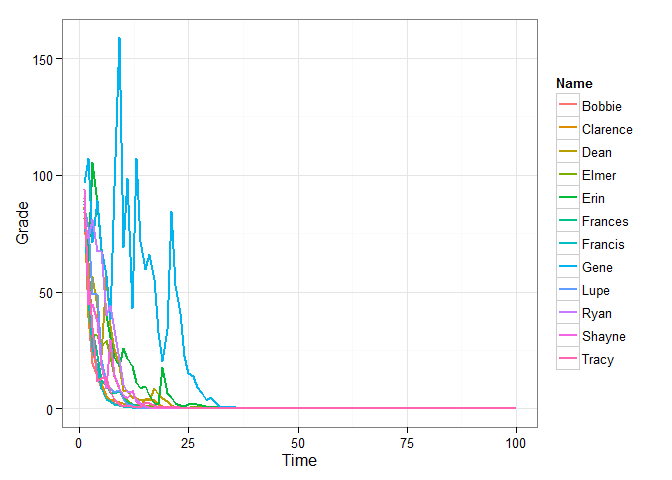 150
100
50
0
Grade
0 25 50 75 100
Time
Name
Bobbie
Clarence
Dean
Elmer
Erin
Frances
Francis
Gene
Lupe
Ryan
Shayne
Tracy